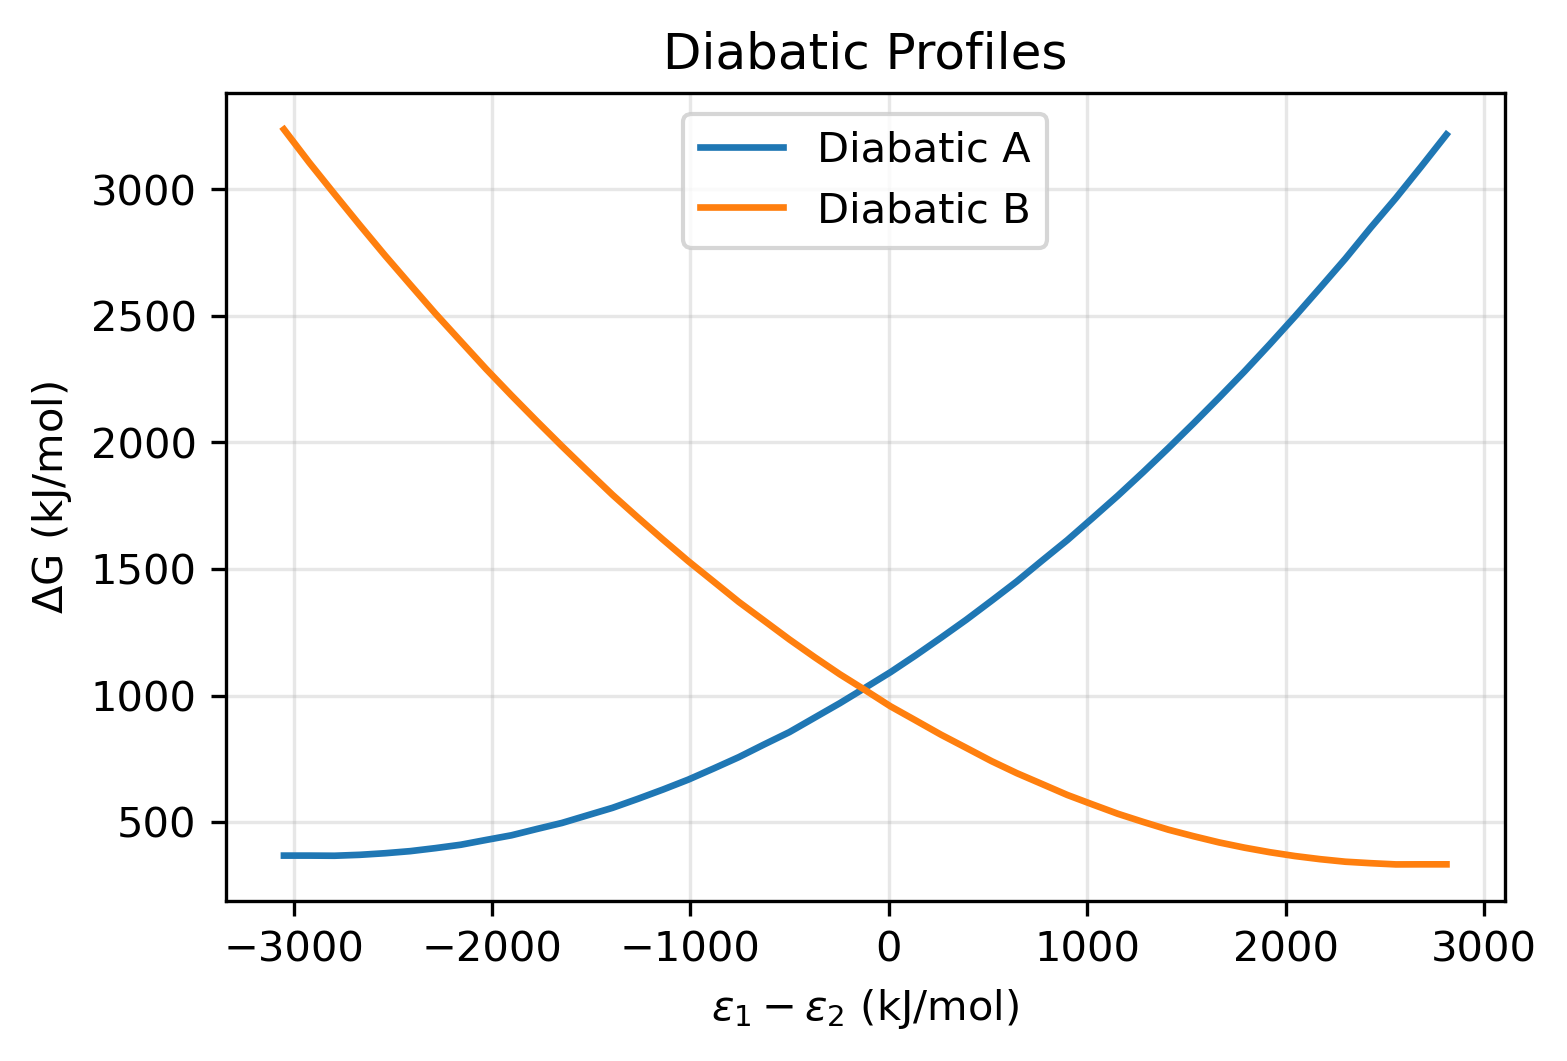 Diabatic Profiles
Diabatic A
Diabatic B
ΔG (kJ/mol)
3000
2500
2000
1500
1000
500
−3000 −2000 −1000 0 1000 2000 3000
ε₁ − ε₂ (kJ/mol)